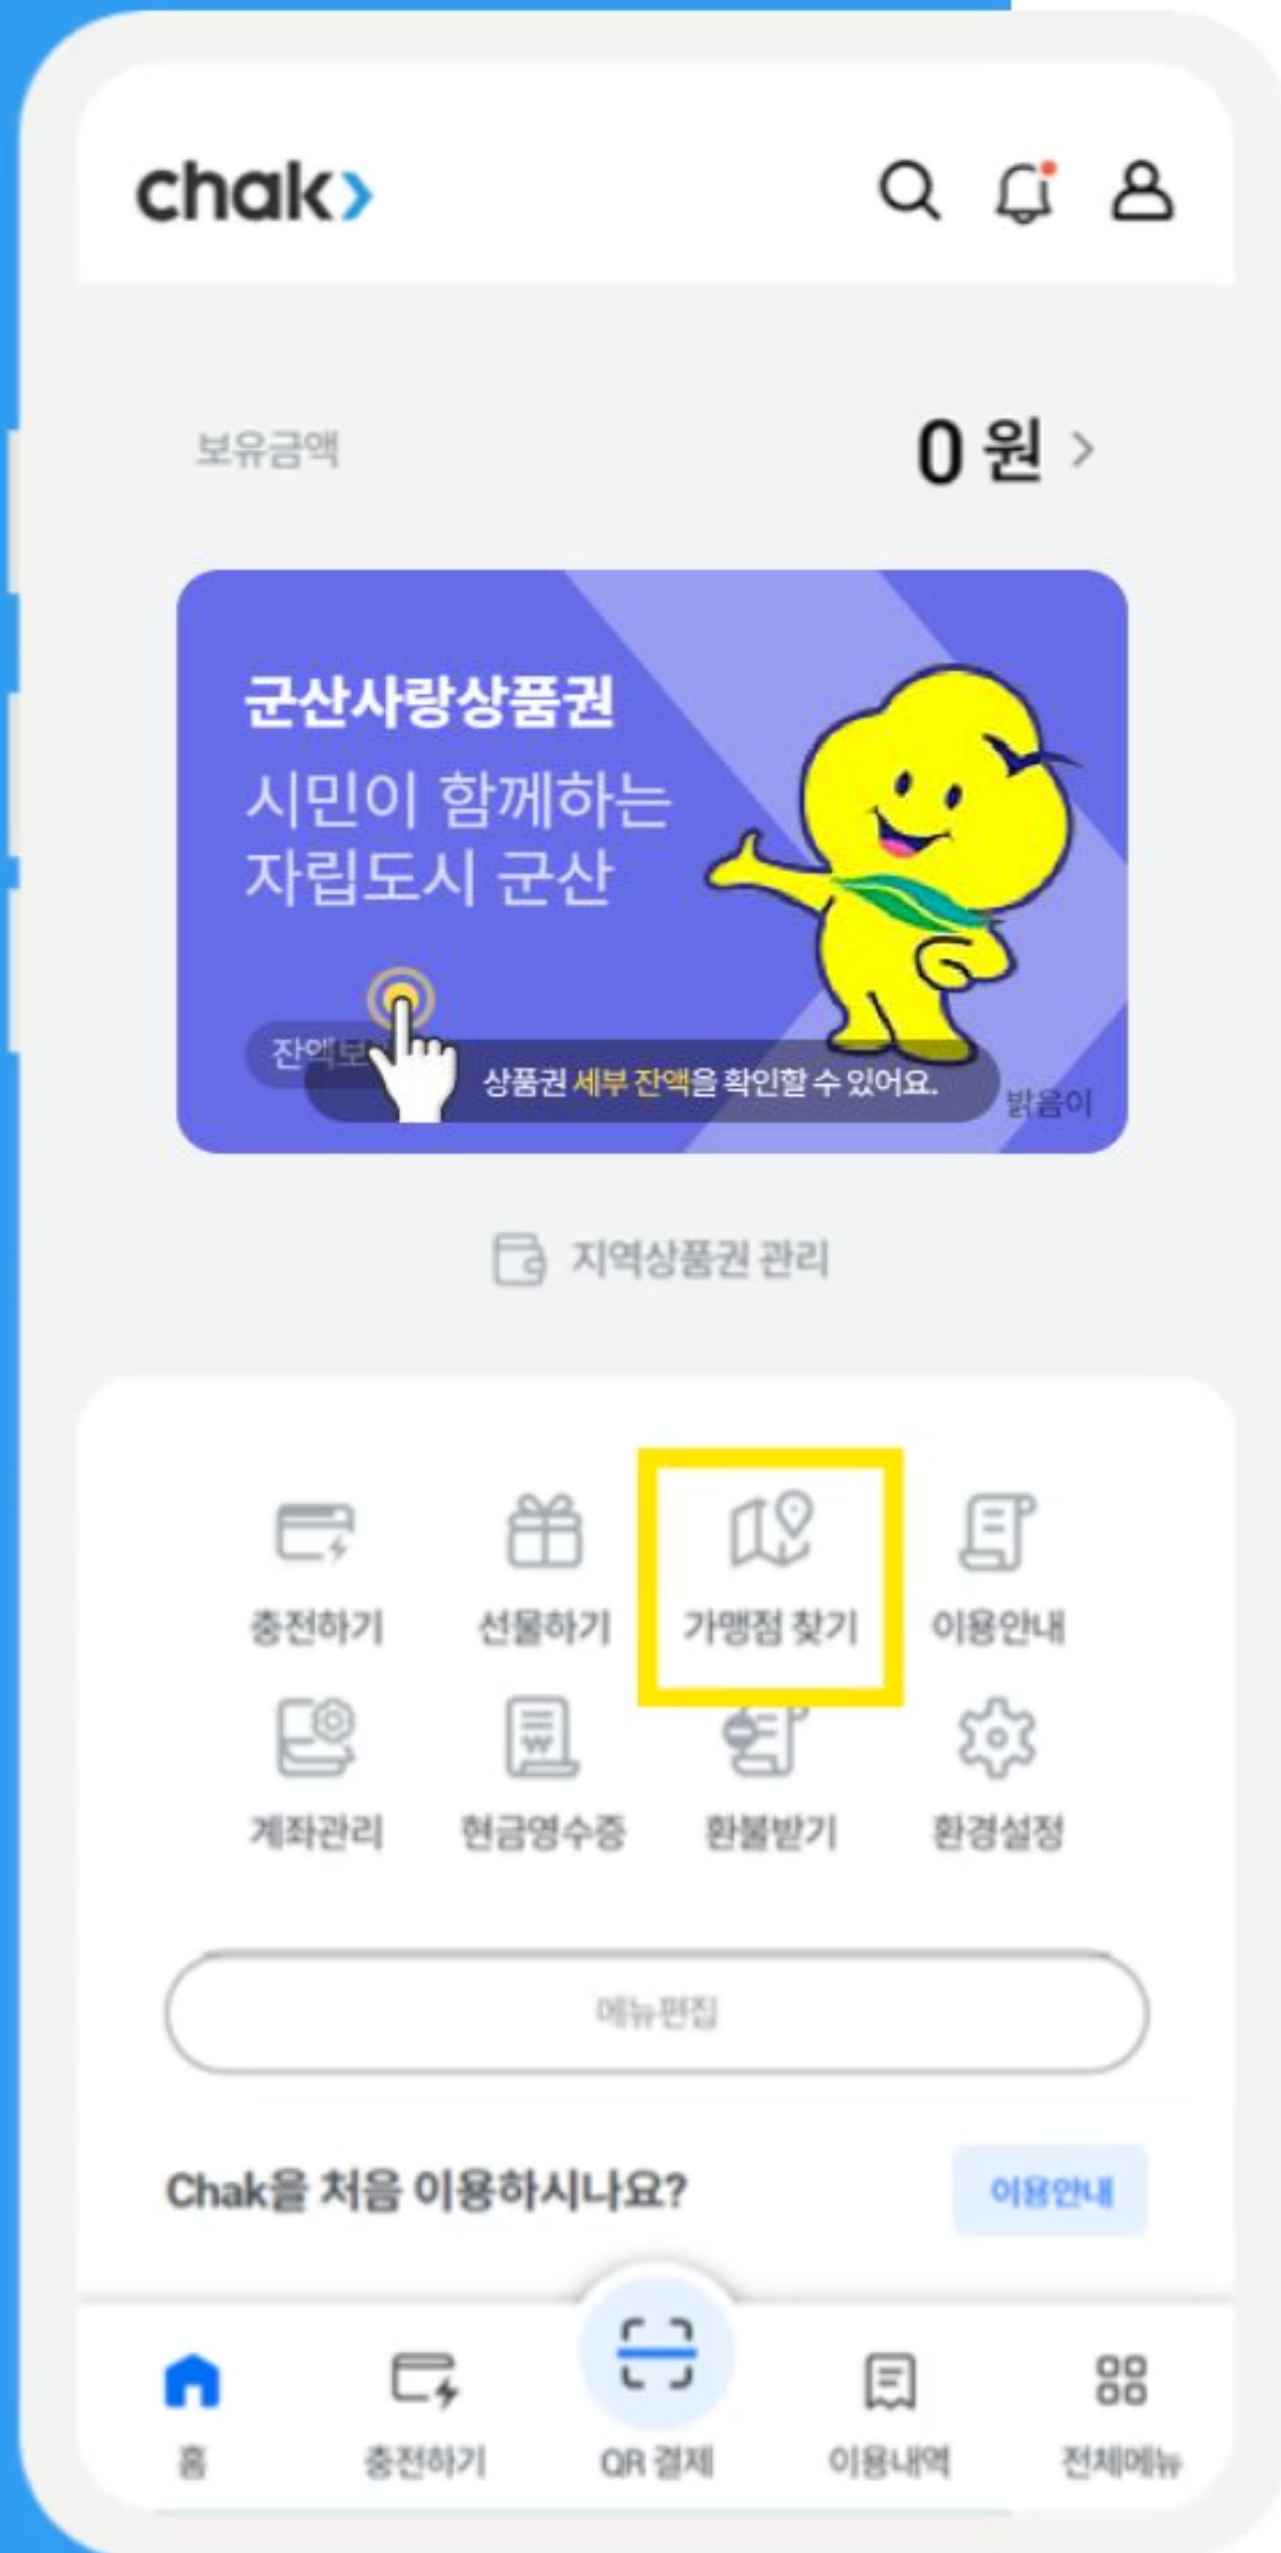 chak
보유금액
0 원
군산사랑상품권
시민이 함께하는
자립도시 군산
잔액보
상품권 세부 잔액을 확인할 수 있어요.
밝음이
지역상품권 관리
충전하기 선물하기 가맹점 찾기 이용안내
계좌관리 현금영수증 환불받기 환경설정
메뉴편집
Chak을 처음 이용하시나요? 이용안내
홈 충전하기 QR 결제 이용내역 전체메뉴